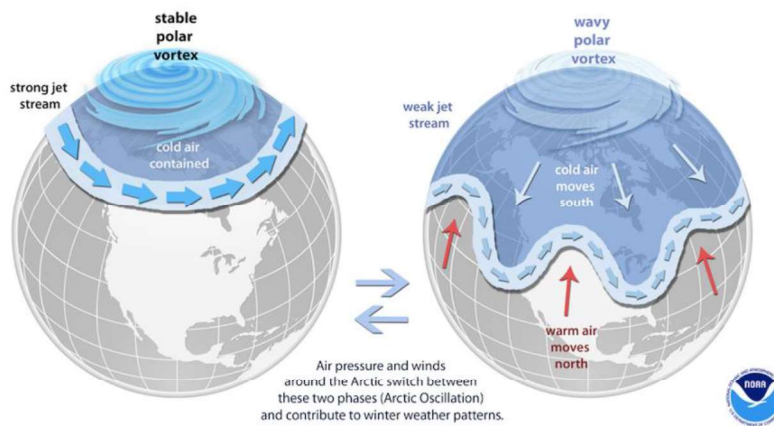 stable
polar
vortex
strong jet
stream
cold air
contained
wavy
polar
vortex
weak jet
stream
cold air
moves
south
warm air
moves
north
Air pressure and winds
around the Arctic switch between
these two phases (Arctic Oscillation)
and contribute to winter weather patterns.
NOAA